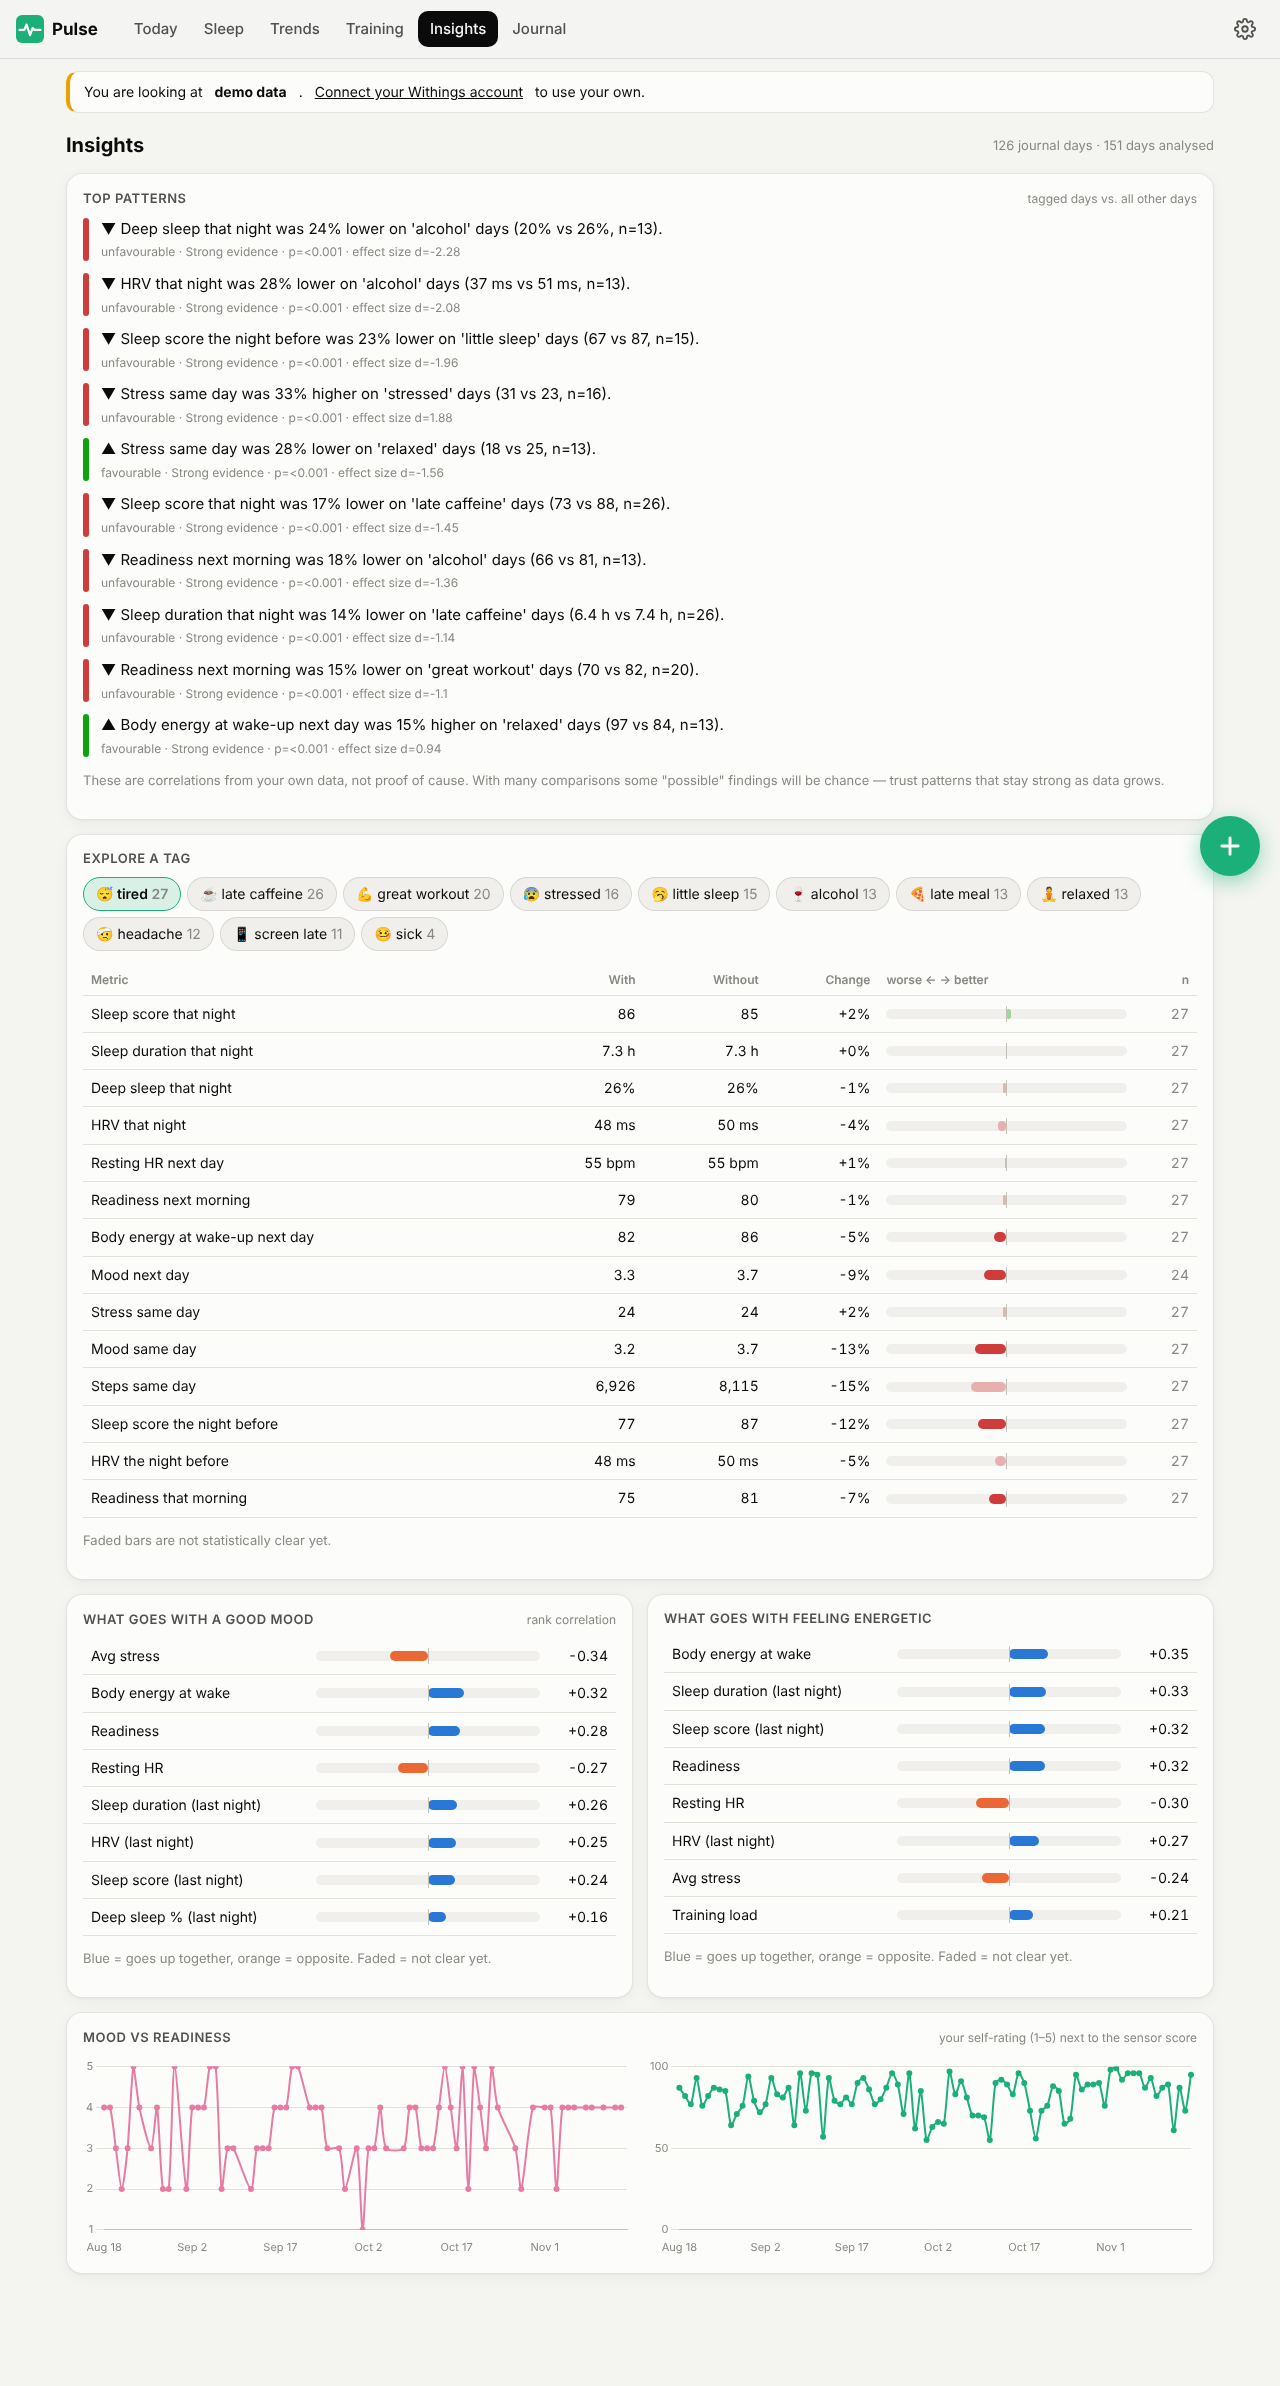 Pulse Today Sleep Trends Training Insights Journal
You are looking at demo data . Connect your Withings account to use your own.
Insights 126 journal days · 151 days analysed
TOP PATTERNS tagged days vs. all other days
▼ Deep sleep that night was 24% lower on 'alcohol' days (20% vs 26%, n=13).
unfavourable · Strong evidence · p=<0.001 · effect size d=-2.28
▼ HRV that night was 28% lower on 'alcohol' days (37 ms vs 51 ms, n=13).
unfavourable · Strong evidence · p=<0.001 · effect size d=-2.08
▼ Sleep score the night before was 23% lower on 'little sleep' days (67 vs 87, n=15).
unfavourable · Strong evidence · p=<0.001 · effect size d=-1.96
▼ Stress same day was 33% higher on 'stressed' days (31 vs 23, n=16).
unfavourable · Strong evidence · p=<0.001 · effect size d=1.88
▲ Stress same day was 28% lower on 'relaxed' days (18 vs 25, n=13).
favourable · Strong evidence · p=<0.001 · effect size d=-1.56
▼ Sleep score that night was 17% lower on 'late caffeine' days (73 vs 88, n=26).
unfavourable · Strong evidence · p=<0.001 · effect size d=-1.45
▼ Readiness next morning was 18% lower on 'alcohol' days (66 vs 81, n=13).
unfavourable · Strong evidence · p=<0.001 · effect size d=-1.36
▼ Sleep duration that night was 14% lower on 'late caffeine' days (6.4 h vs 7.4 h, n=26).
unfavourable · Strong evidence · p=<0.001 · effect size d=-1.14
▼ Readiness next morning was 15% lower on 'great workout' days (70 vs 82, n=20).
unfavourable · Strong evidence · p=<0.001 · effect size d=-1.1
▲ Body energy at wake-up next day was 15% higher on 'relaxed' days (97 vs 84, n=13).
favourable · Strong evidence · p=<0.001 · effect size d=0.94
These are correlations from your own data, not proof of cause. With many comparisons some "possible" findings will be chance — trust patterns that stay strong as data grows.
EXPLORE A TAG
😴 tired 27 ☕ late caffeine 26 💪 great workout 20 😰 stressed 16 🥱 little sleep 15 🍷 alcohol 13 🍕 late meal 13 🧘 relaxed 13
🤕 headache 12 📱 screen late 11 🤒 sick 4
Metric With Without Change worse ← → better n
Sleep score that night 86 85 +2% 27
Sleep duration that night 7.3 h 7.3 h +0% 27
Deep sleep that night 26% 26% -1% 27
HRV that night 48 ms 50 ms -4% 27
Resting HR next day 55 bpm 55 bpm +1% 27
Readiness next morning 79 80 -1% 27
Body energy at wake-up next day 82 86 -5% 27
Mood next day 3.3 3.7 -9% 24
Stress same day 24 24 +2% 27
Mood same day 3.2 3.7 -13% 27
Steps same day 6,926 8,115 -15% 27
Sleep score the night before 77 87 -12% 27
HRV the night before 48 ms 50 ms -5% 27
Readiness that morning 75 81 -7% 27
Faded bars are not statistically clear yet.
WHAT GOES WITH A GOOD MOOD rank correlation
Avg stress -0.34
Body energy at wake +0.32
Readiness +0.28
Resting HR -0.27
Sleep duration (last night) +0.26
HRV (last night) +0.25
Sleep score (last night) +0.24
Deep sleep % (last night) +0.16
Blue = goes up together, orange = opposite. Faded = not clear yet.
WHAT GOES WITH FEELING ENERGETIC
Body energy at wake +0.35
Sleep duration (last night) +0.33
Sleep score (last night) +0.32
Readiness +0.32
Resting HR -0.30
HRV (last night) +0.27
Avg stress -0.24
Training load +0.21
Blue = goes up together, orange = opposite. Faded = not clear yet.
MOOD VS READINESS your self-rating (1–5) next to the sensor score
5
4
3
2
1
Aug 18 Sep 2 Sep 17 Oct 2 Oct 17 Nov 1
100
50
0
Aug 18 Sep 2 Sep 17 Oct 2 Oct 17 Nov 1